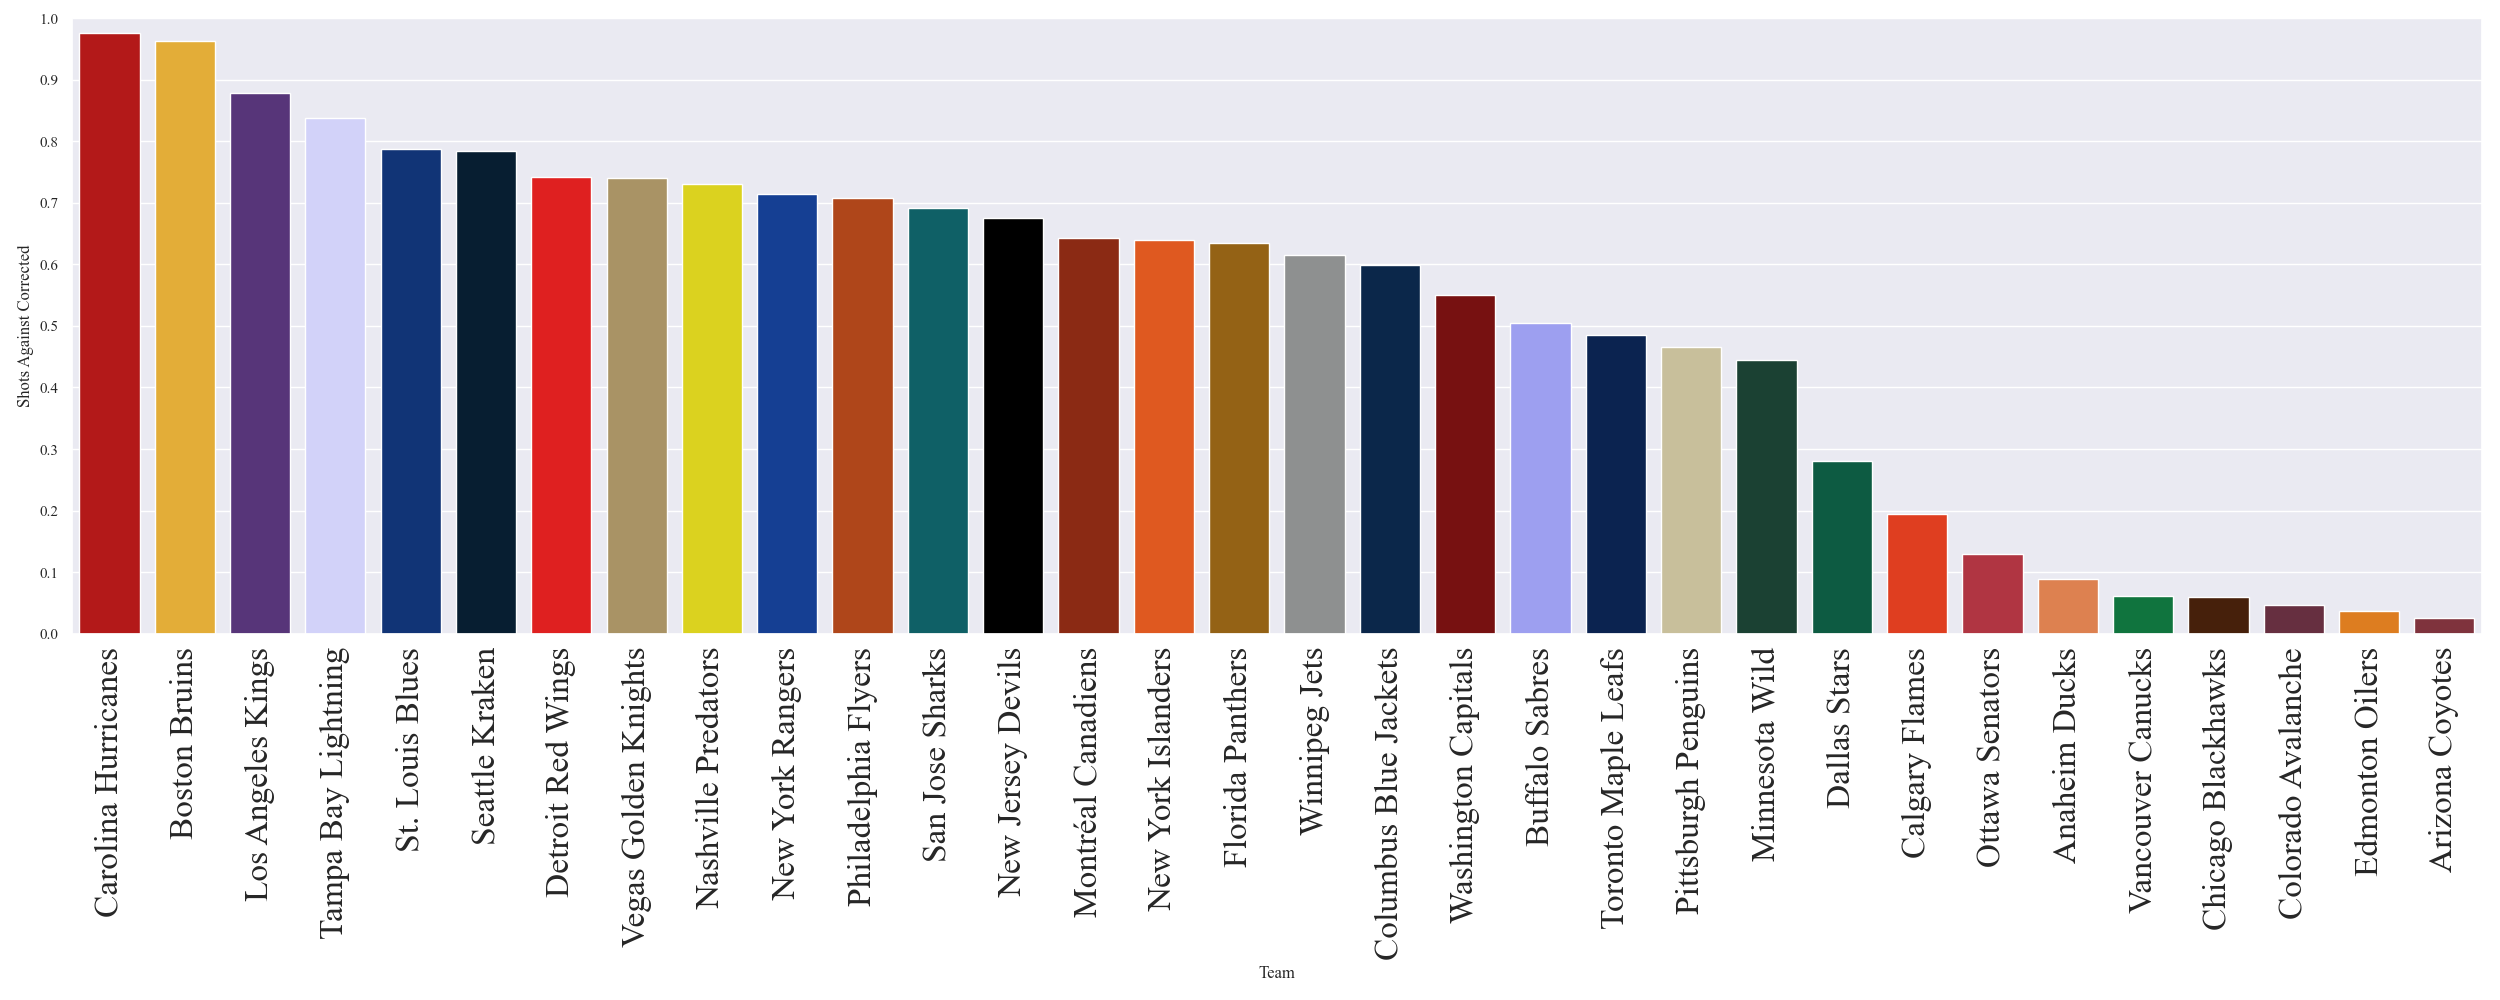 1.0
0.9
0.8
0.7
0.6
0.5
0.4
0.3
0.2
0.1
0.0
Shots Against Corrected
Carolina Hurricanes
Boston Bruins
Los Angeles Kings
Tampa Bay Lightning
St. Louis Blues
Seattle Kraken
Detroit Red Wings
Vegas Golden Knights
Nashville Predators
New York Rangers
Philadelphia Flyers
San Jose Sharks
New Jersey Devils
Montréal Canadiens
New York Islanders
Florida Panthers
Winnipeg Jets
Columbus Blue Jackets
Washington Capitals
Buffalo Sabres
Toronto Maple Leafs
Pittsburgh Penguins
Minnesota Wild
Dallas Stars
Calgary Flames
Ottawa Senators
Anaheim Ducks
Vancouver Canucks
Chicago Blackhawks
Colorado Avalanche
Edmonton Oilers
Arizona Coyotes
Team